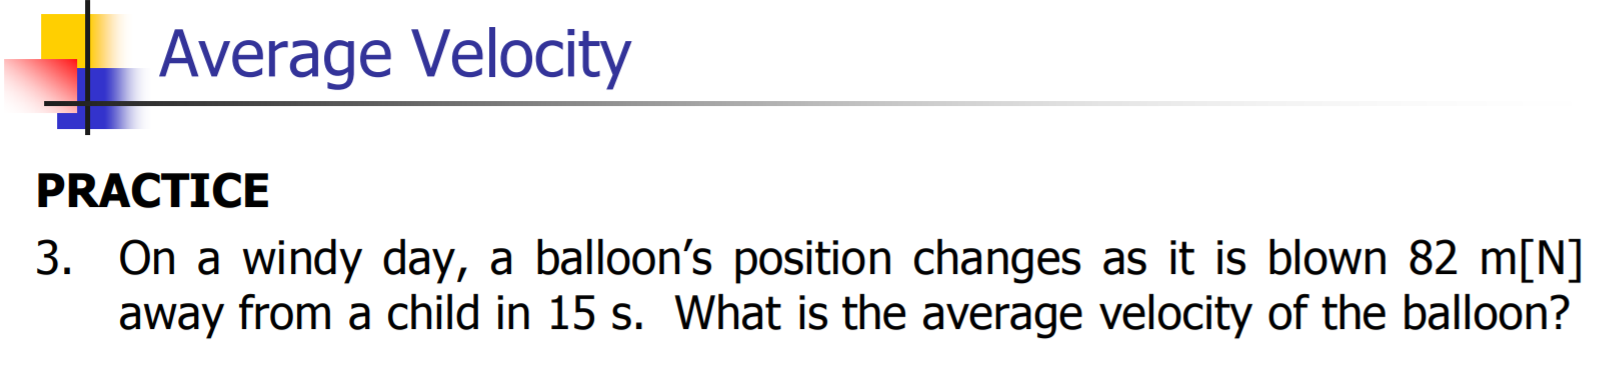 Average Velocity
PRACTICE
3. On a windy day, a balloon’s position changes as it is blown 82 m[N]
away from a child in 15 s. What is the average velocity of the balloon?